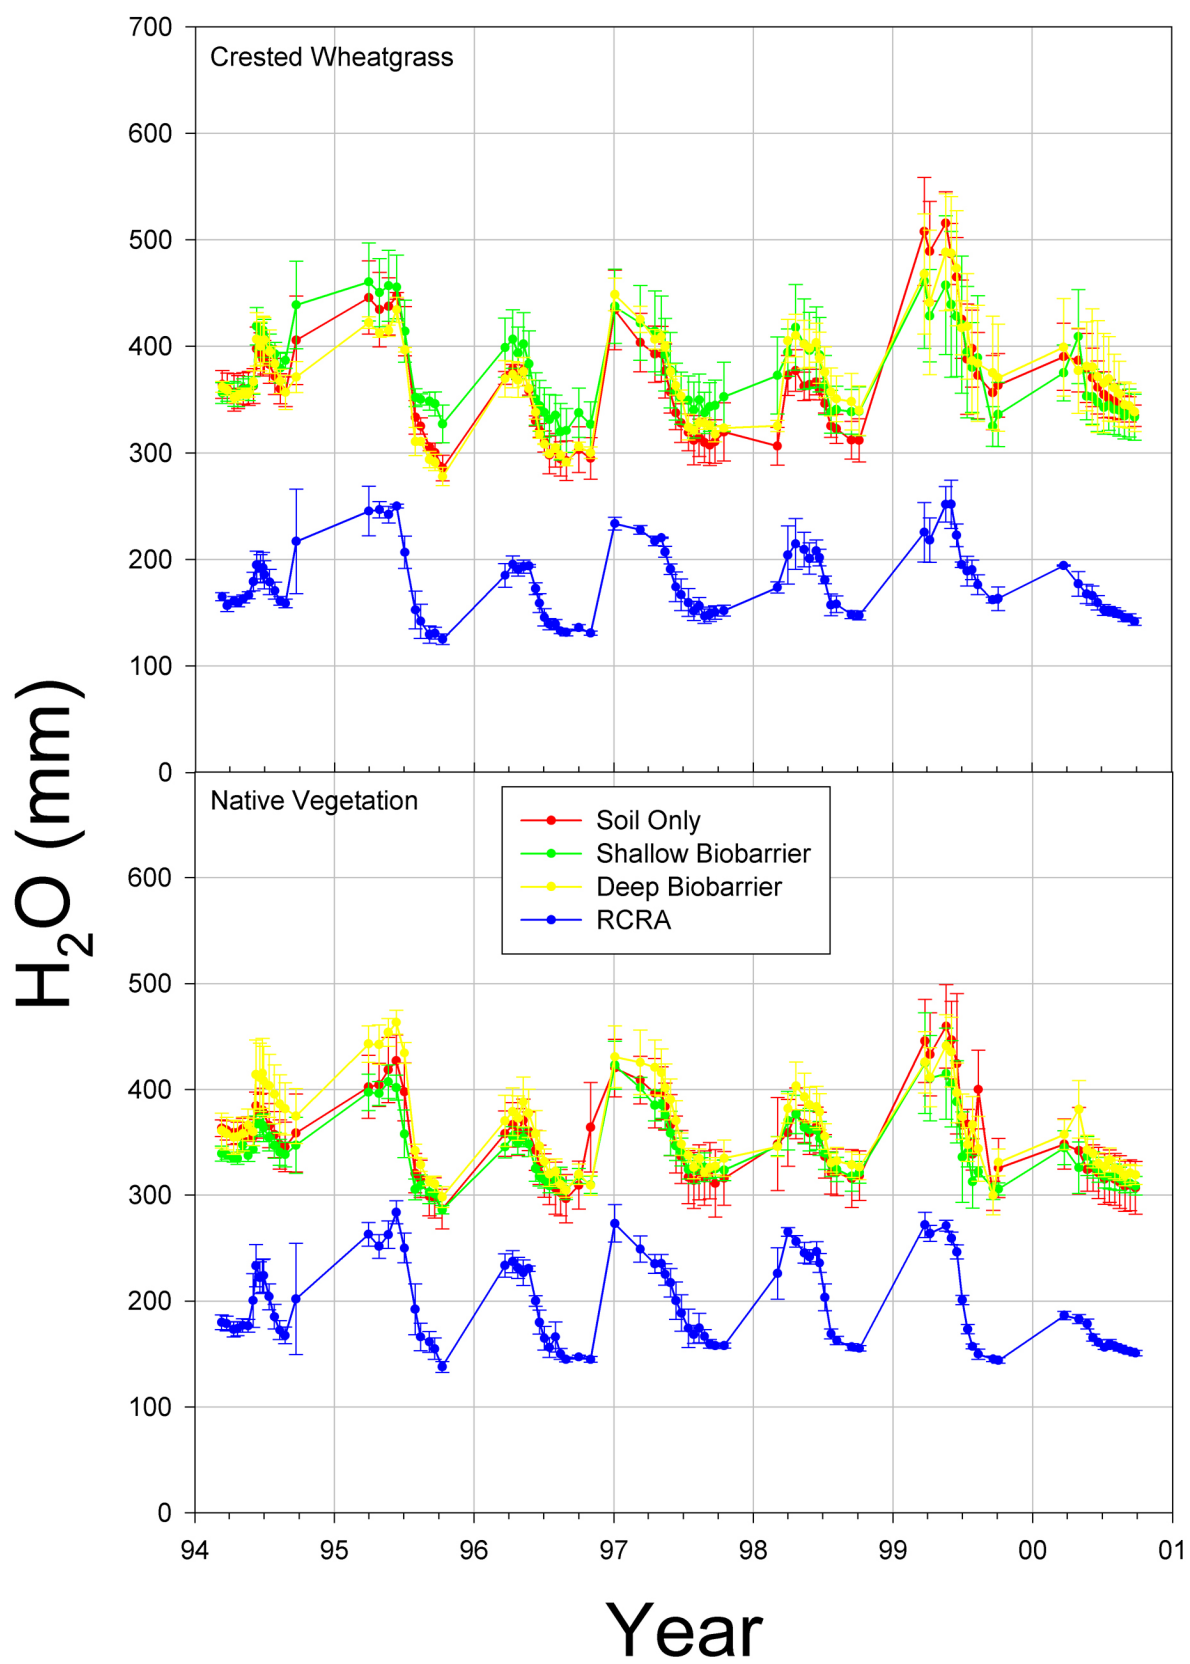 700
Crested Wheatgrass
600
500
400
300
200
100
0
Native Vegetation
Soil Only
Shallow Biobarrier
Deep Biobarrier
RCRA
600
500
400
300
200
100
0
H₂O (mm)
94 95 96 97 98 99 00 01
Year